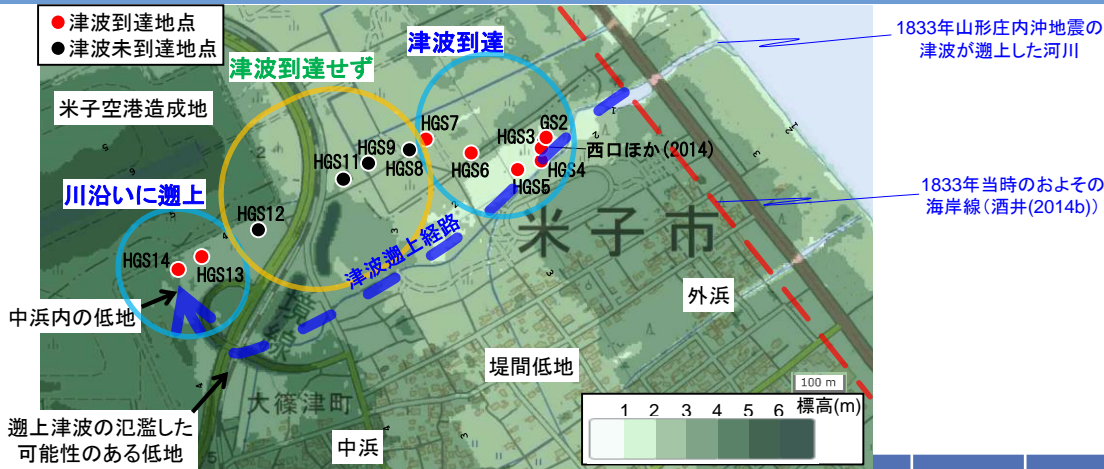 津波到達地点
津波未到達地点
津波到達
1833年山形庄内沖地震の
津波が遡上した河川
津波到達せず
米子空港造成地
HGS7
HGS3
GS2
HGS9
HGS11
HGS8
HGS6
西口ほか(2014)
HGS4
HGS5
川沿いに遡上
1833年当時のおよその
海岸線(酒井(2014b))
HGS12
米子市
津波遡上経路
HGS14
HGS13
外浜
中浜内の低地
堤間低地
100 m
大篠津町
1 2 3 4 5 6 標高(m)
遡上津波の氾濫した
可能性のある低地
中浜